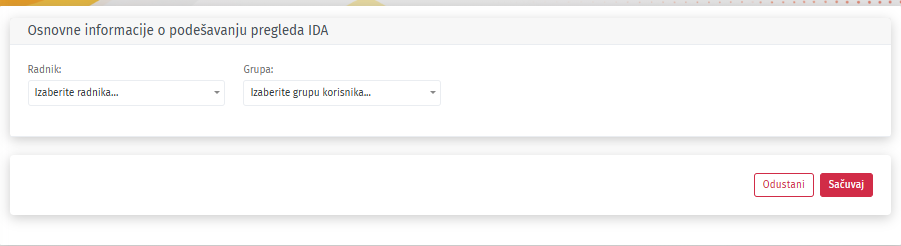 Osnovne informacije o podešavanju pregleda IDA
Radnik: Grupa:
Izaberite radnika... Izaberite grupu korisnika...
Odustani Sačuvaj